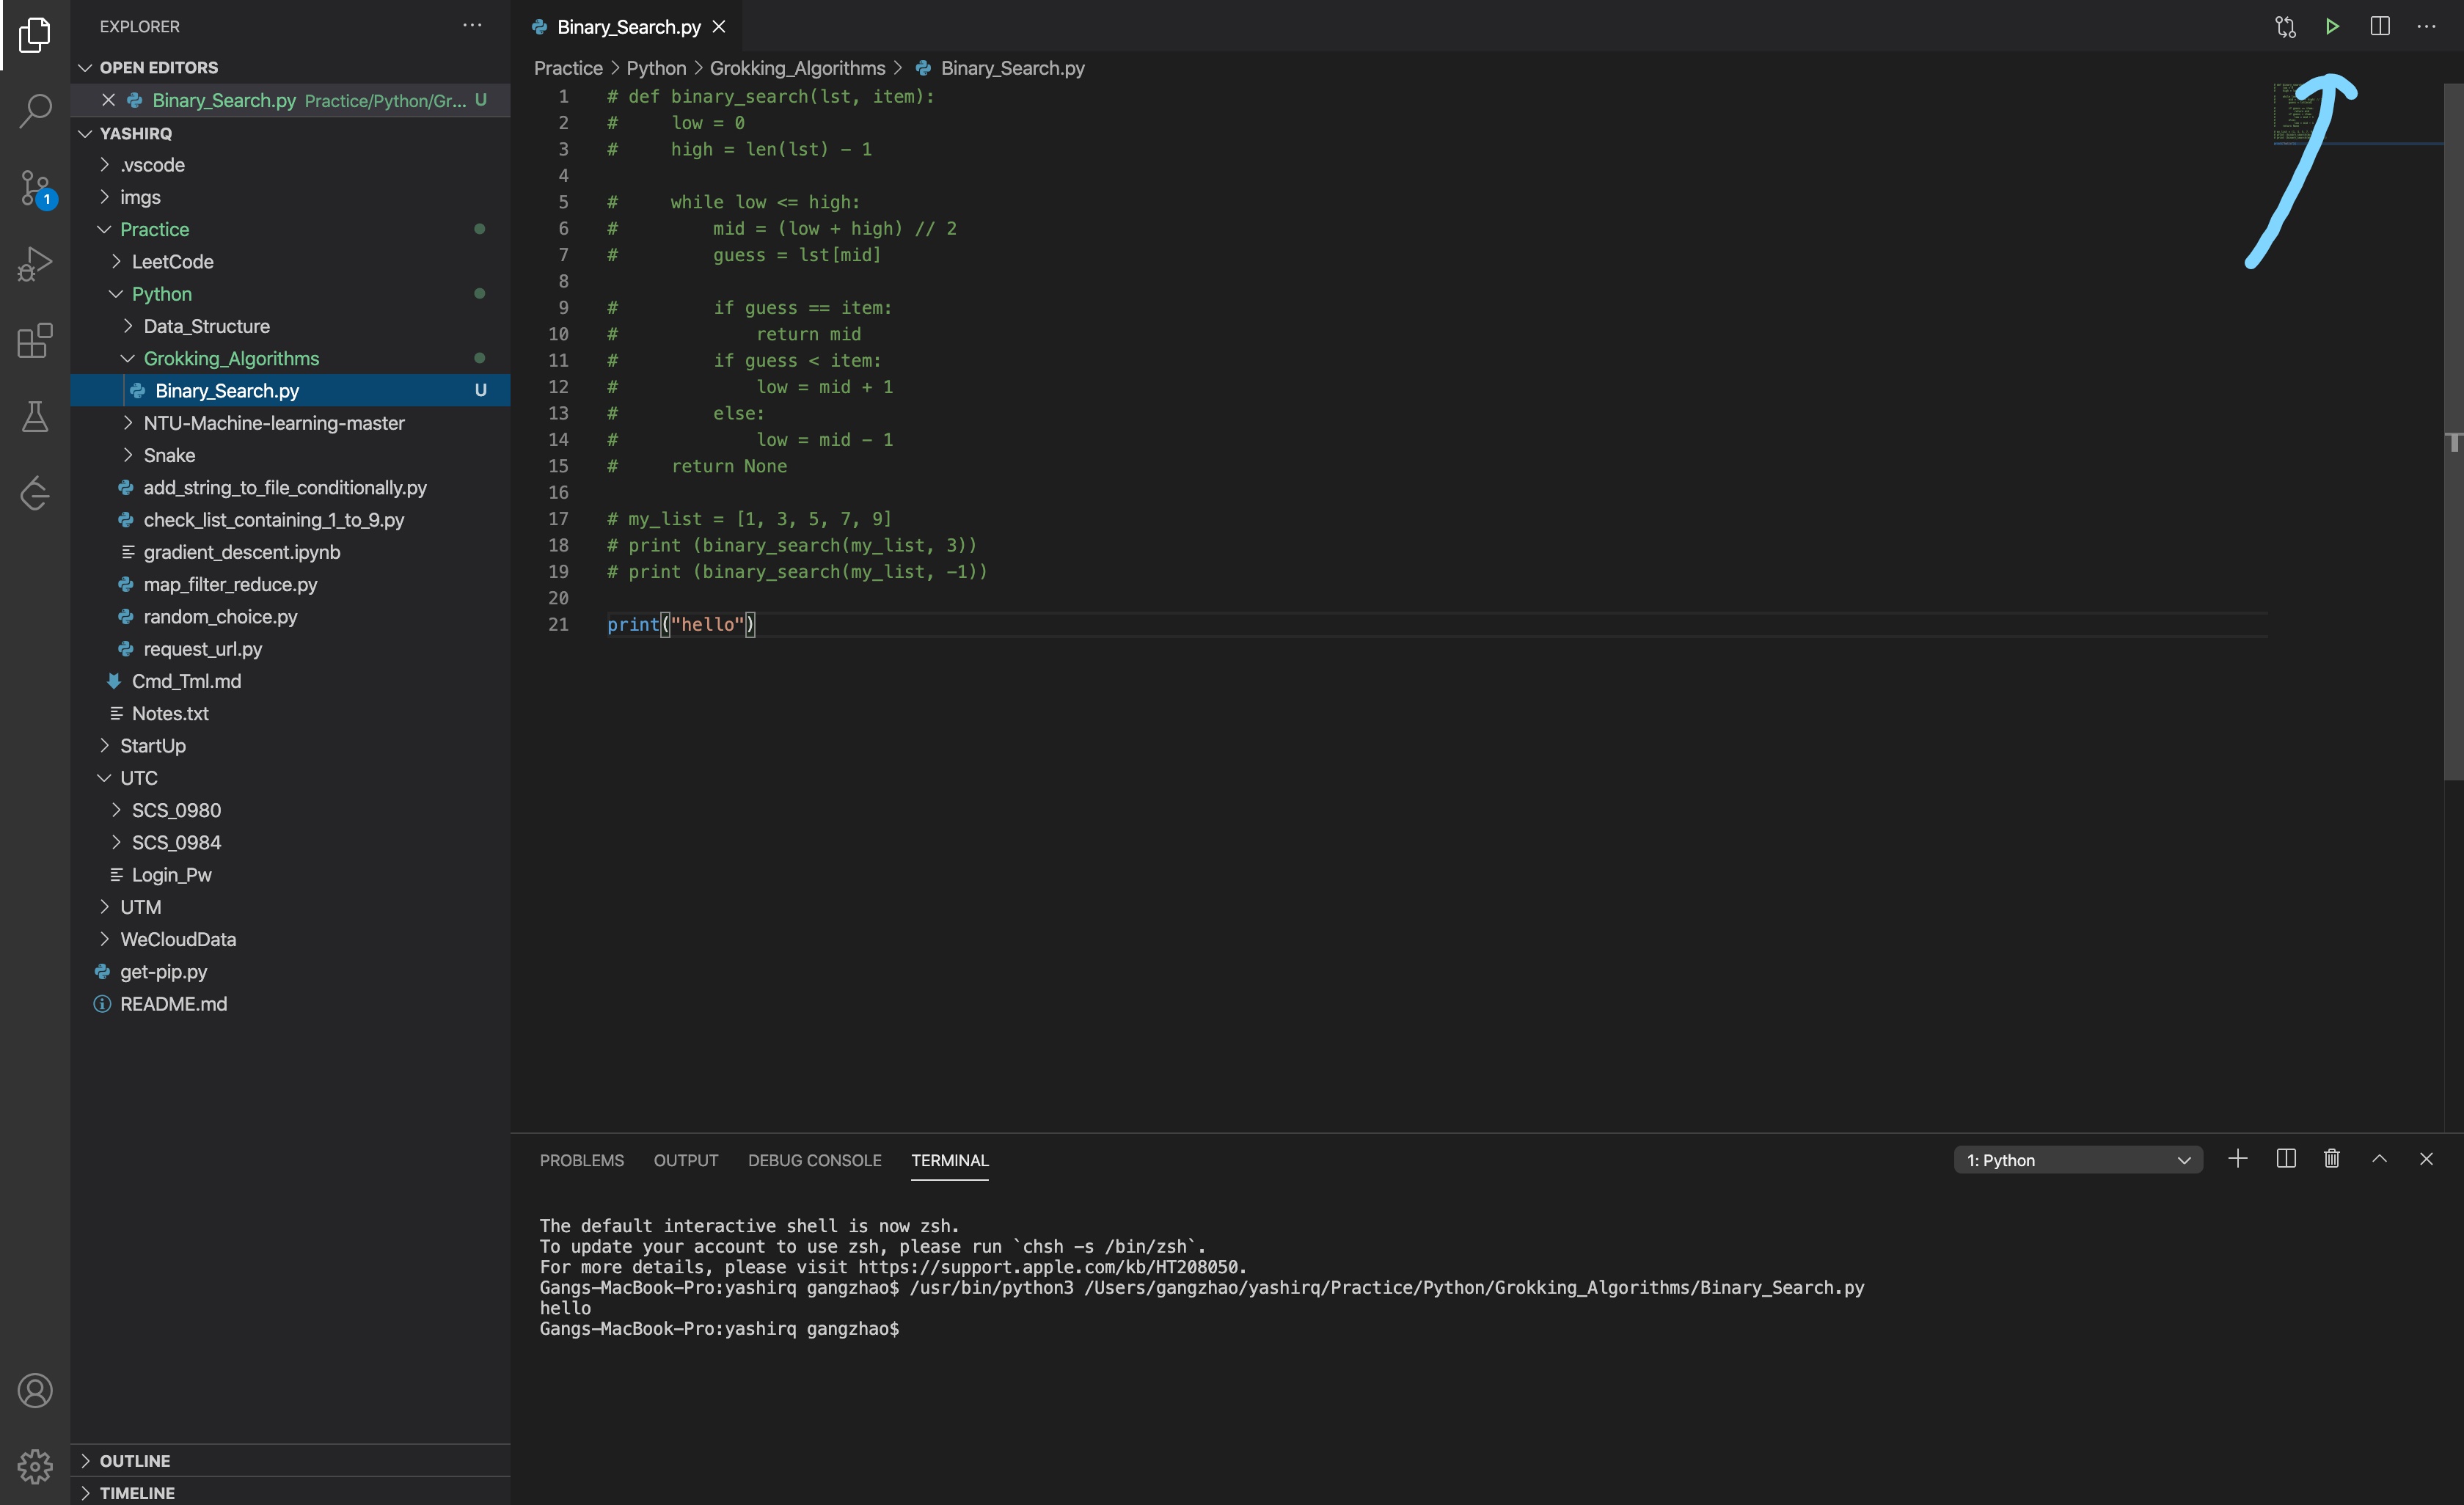 EXPLORER
OPEN EDITORS
Binary_Search.py Practice/Python/Gr... U
YASHIRQ
.vscode
imgs
Practice
LeetCode
Python
Data_Structure
Grokking_Algorithms
Binary_Search.py U
NTU-Machine-learning-master
Snake
add_string_to_file_conditionally.py
check_list_containing_1_to_9.py
gradient_descent.ipynb
map_filter_reduce.py
random_choice.py
request_url.py
Cmd_Tml.md
Notes.txt
StartUp
UTC
SCS_0980
SCS_0984
Login_Pw
UTM
WeCloudData
get-pip.py
README.md
OUTLINE
TIMELINE
1
Binary_Search.py
Practice > Python > Grokking_Algorithms > Binary_Search.py
1 # def binary_search(lst, item):
2 #     low = 0
3 #     high = len(lst) - 1
4
5 #     while low <= high:
6 #         mid = (low + high) // 2
7 #         guess = lst[mid]
8
9 #         if guess == item:
10 #             return mid
11 #         if guess < item:
12 #             low = mid + 1
13 #         else:
14 #             low = mid - 1
15 #     return None
16
17 # my_list = [1, 3, 5, 7, 9]
18 # print (binary_search(my_list, 3))
19 # print (binary_search(my_list, -1))
20
21 print("hello")
PROBLEMS OUTPUT DEBUG CONSOLE TERMINAL 1: Python
The default interactive shell is now zsh.
To update your account to use zsh, please run `chsh -s /bin/zsh`.
For more details, please visit https://support.apple.com/kb/HT208050.
Gangs-MacBook-Pro:yashirq gangzhao$ /usr/bin/python3 /Users/gangzhao/yashirq/Practice/Python/Grokking_Algorithms/Binary_Search.py
hello
Gangs-MacBook-Pro:yashirq gangzhao$